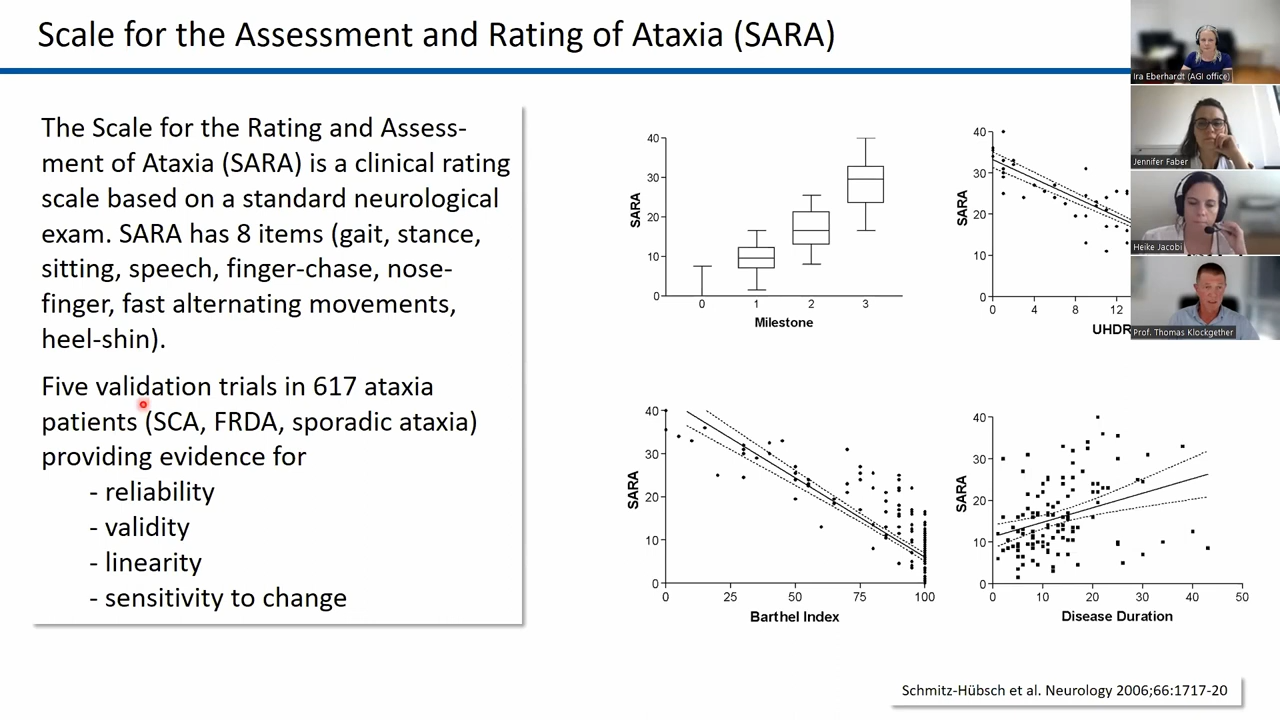 Scale for the Assessment and Rating of Ataxia (SARA)
The Scale for the Rating and Assess-
ment of Ataxia (SARA) is a clinical rating
scale based on a standard neurological
exam. SARA has 8 items (gait, stance,
sitting, speech, finger-chase, nose-
finger, fast alternating movements,
heel-shin).
Five validation trials in 617 ataxia
patients (SCA, FRDA, sporadic ataxia)
providing evidence for
- reliability
- validity
- linearity
- sensitivity to change
40
30
20
10
0
SARA
0 1 2 3
Milestone
40
30
20
10
0
SARA
0 4 8 12
UHDR
40
30
20
10
0
SARA
0 25 50 75 100
Barthel Index
40
30
20
10
0
SARA
0 10 20 30 40 50
Disease Duration
Schmitz-Hübsch et al. Neurology 2006;66:1717-20
Ira Eberhardt (AGI office)
Jennifer Faber
Heike Jacobi
Prof. Thomas Klockgether